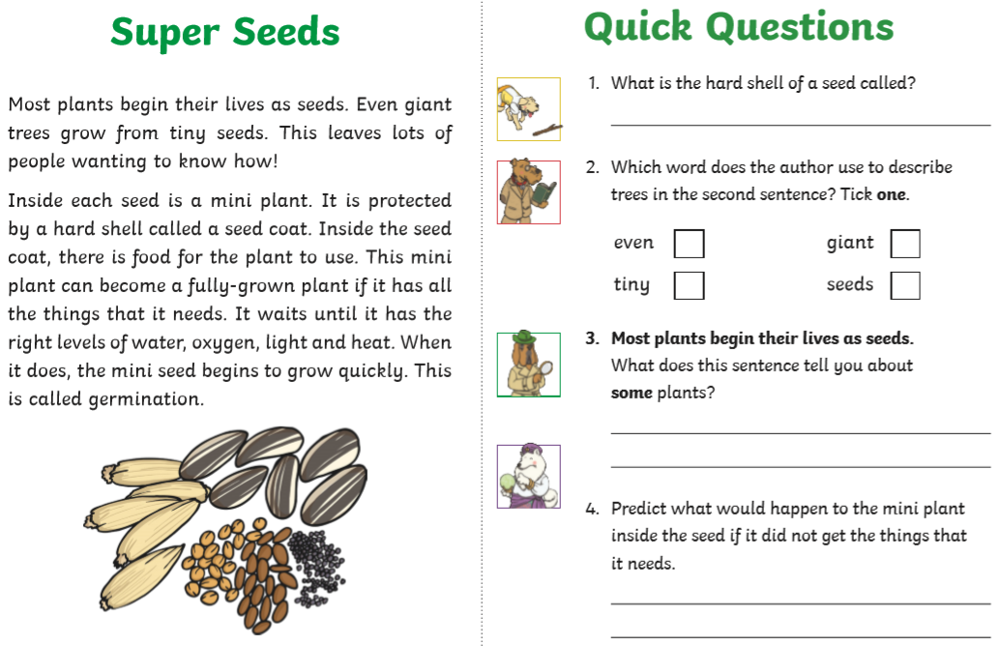 Super Seeds
Most plants begin their lives as seeds. Even giant
trees grow from tiny seeds. This leaves lots of
people wanting to know how!
Inside each seed is a mini plant. It is protected
by a hard shell called a seed coat. Inside the seed
coat, there is food for the plant to use. This mini
plant can become a fully-grown plant if it has all
the things that it needs. It waits until it has the
right levels of water, oxygen, light and heat. When
it does, the mini seed begins to grow quickly. This
is called germination.
Quick Questions
1. What is the hard shell of a seed called?
2. Which word does the author use to describe
trees in the second sentence? Tick one.
even giant
tiny seeds
3. Most plants begin their lives as seeds.
What does this sentence tell you about
some plants?
4. Predict what would happen to the mini plant
inside the seed if it did not get the things that
it needs.